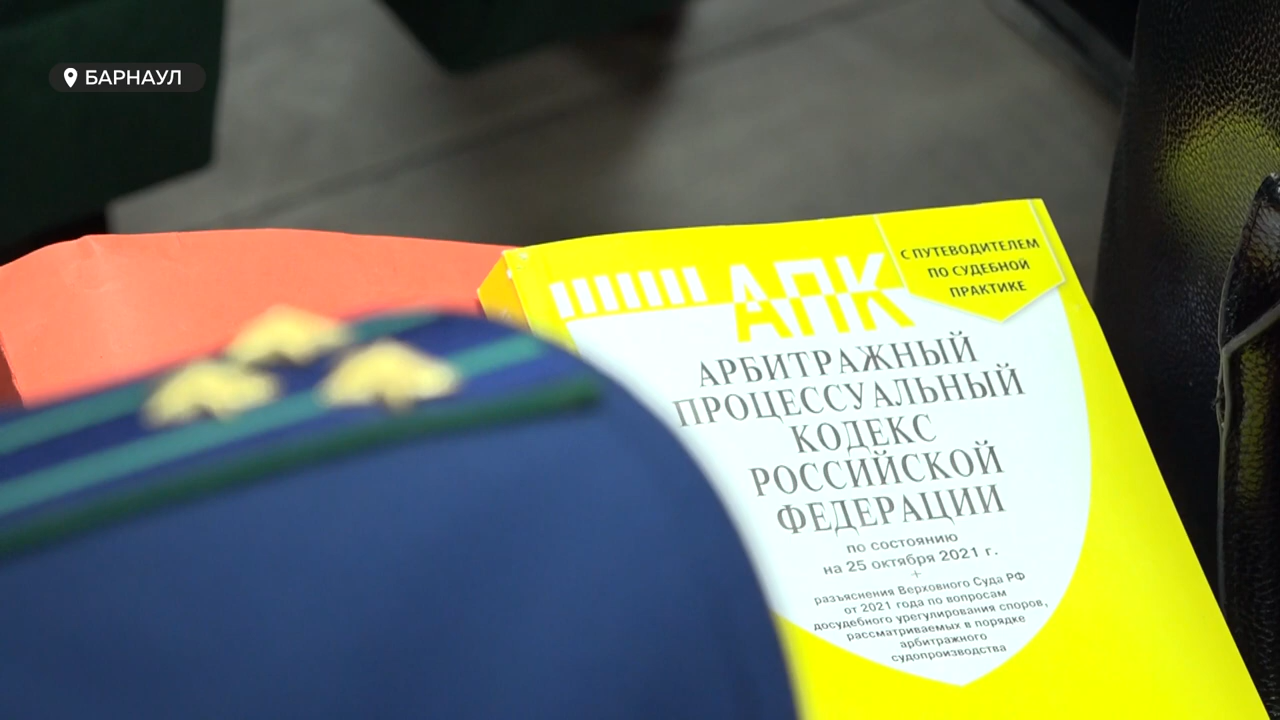 БАРНАУЛ
С ПУТЕВОДИТЕЛЕМ
ПО СУДЕБНОЙ
ПРАКТИКЕ
АПК
АРБИТРАЖНЫЙ
ПРОЦЕССУАЛЬНЫЙ
КОДЕКС
РОССИЙСКОЙ
ФЕДЕРАЦИИ
по состоянию
на 25 октября 2021 г.
+
разъяснения Верховного Суда РФ
от 2021 года по вопросам
досудебного урегулирования споров,
рассматриваемых в порядке
арбитражного
судопроизводства